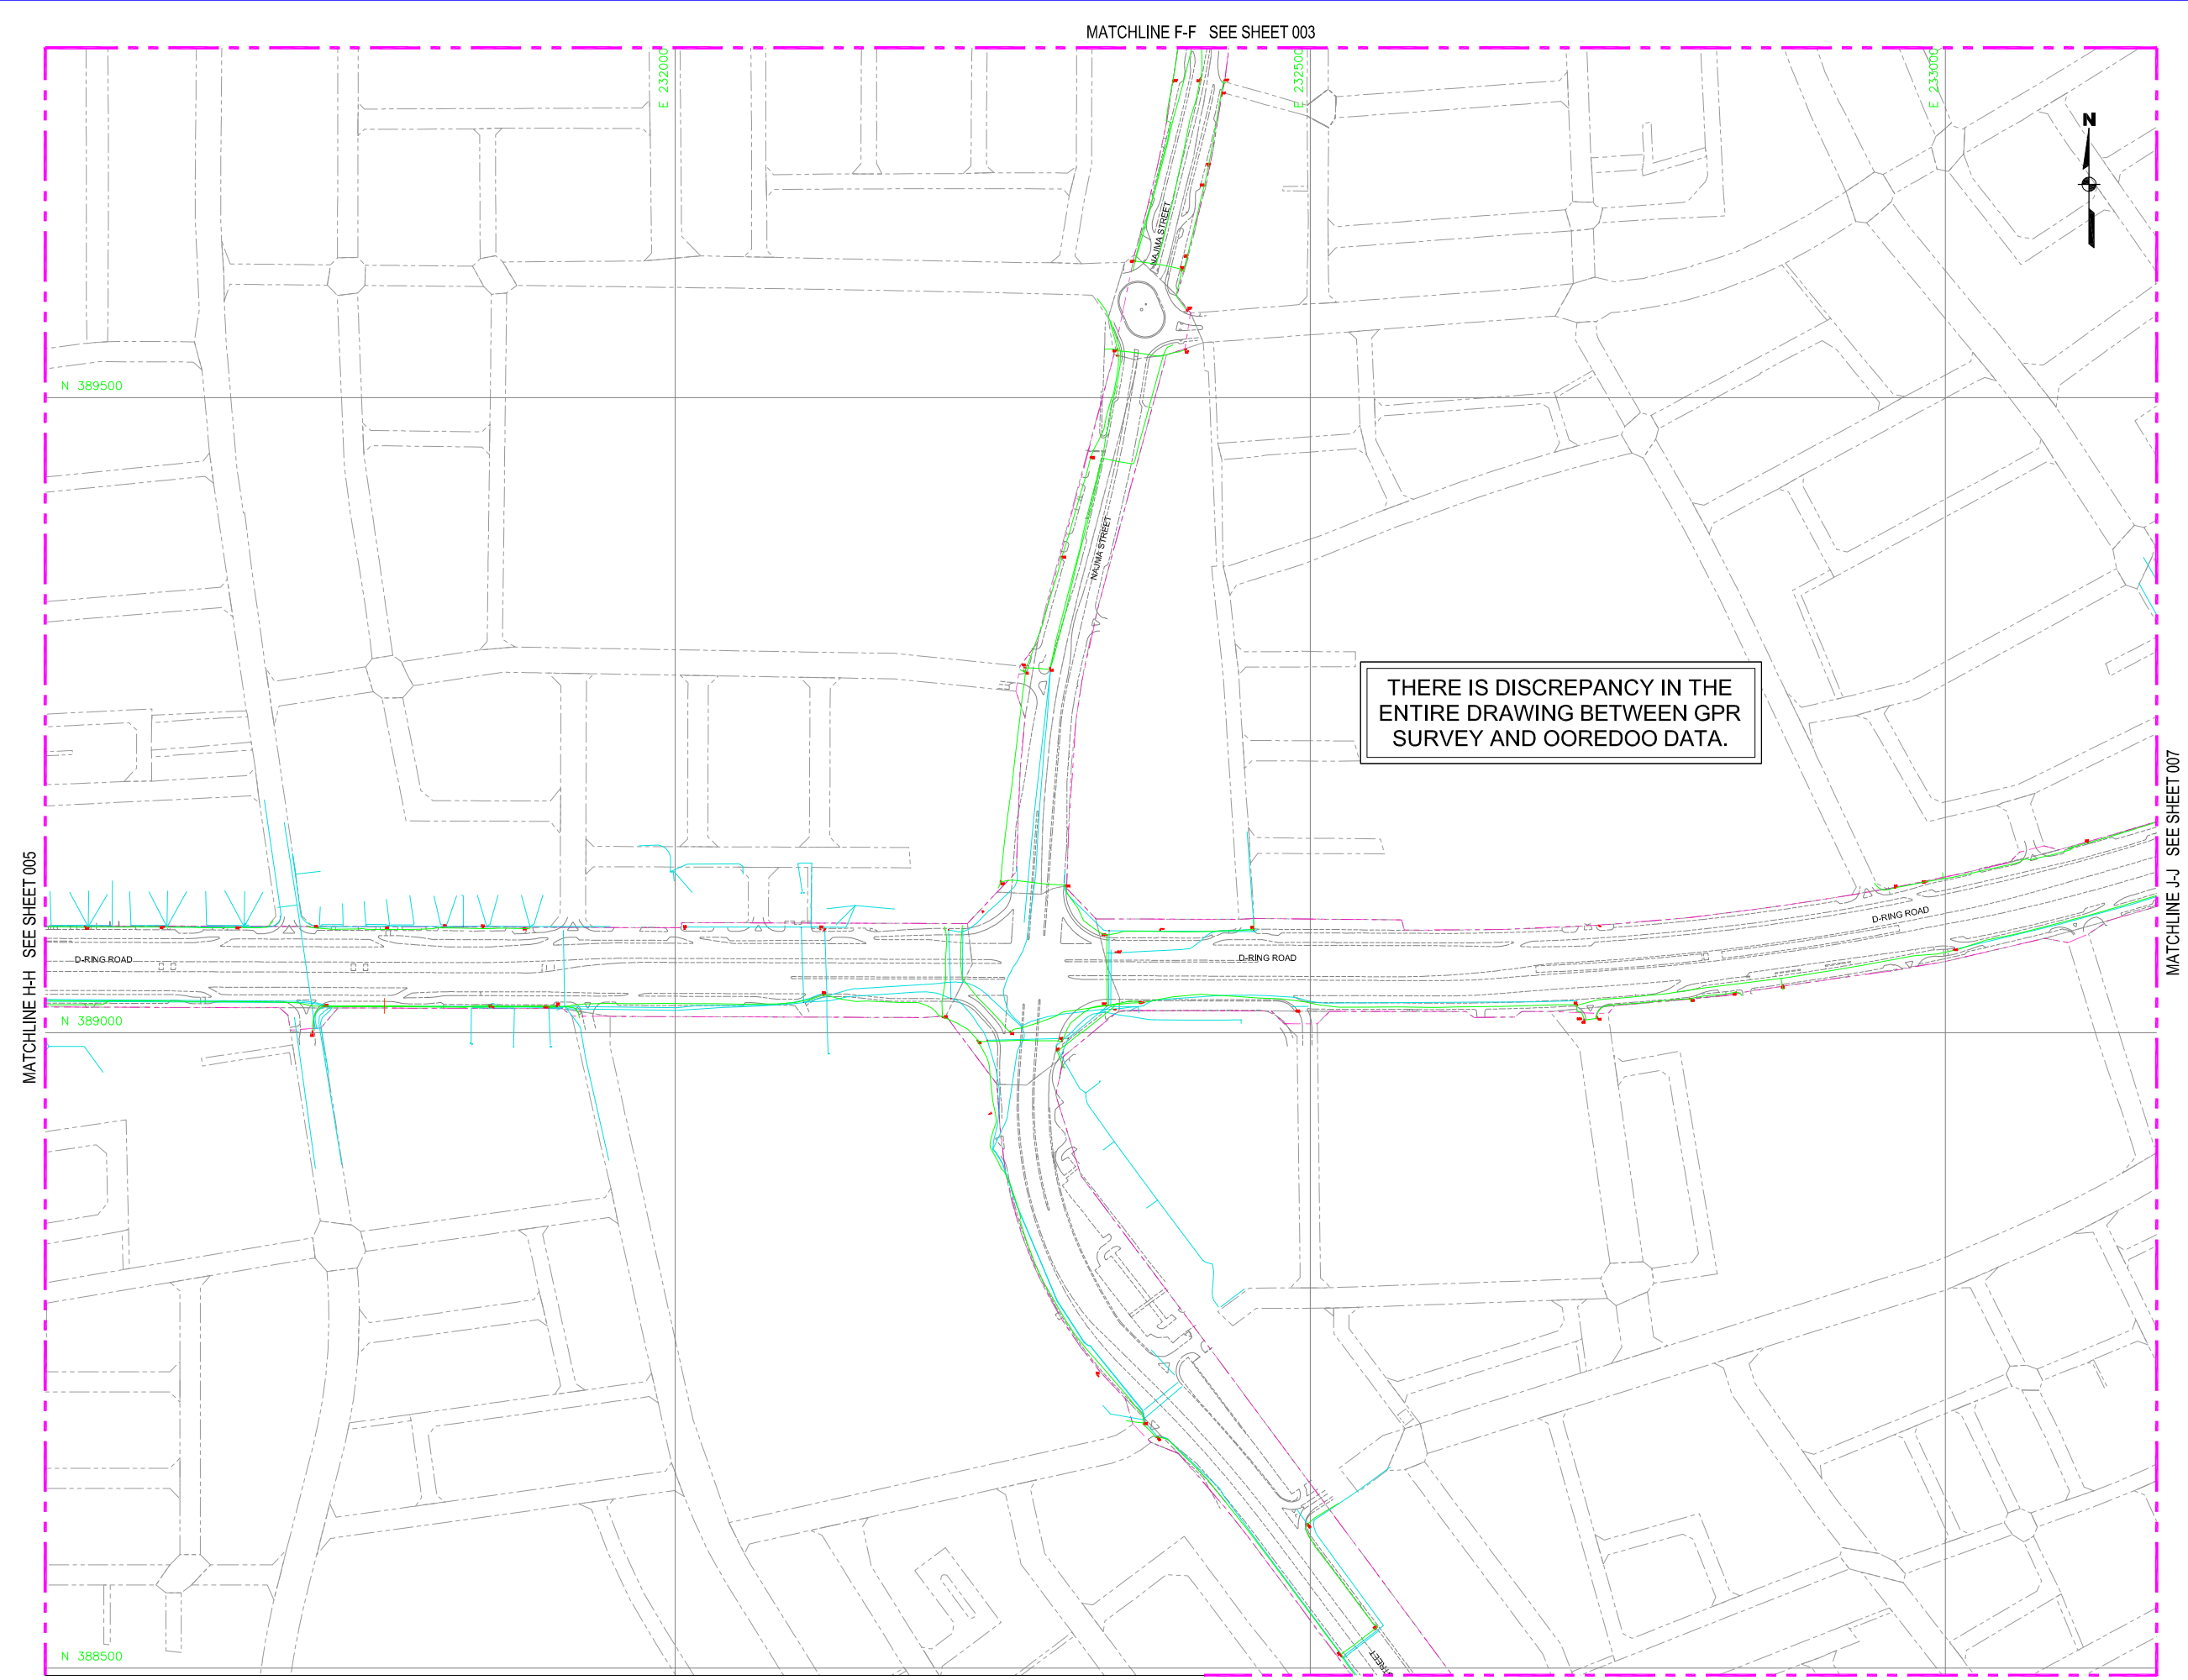 MATCHLINE F-F SEE SHEET 003
E 232000
E 232500
E 233000
N
NAJMA STREET
N 389500
NAJMA STREET
THERE IS DISCREPANCY IN THE
ENTIRE DRAWING BETWEEN GPR
SURVEY AND OOREDOO DATA.
MATCHLINE H-H SEE SHEET 005
MATCHLINE J-J SEE SHEET 007
D-RING ROAD
D-RING ROAD
D-RING ROAD
N 389000
N 388500
STREET